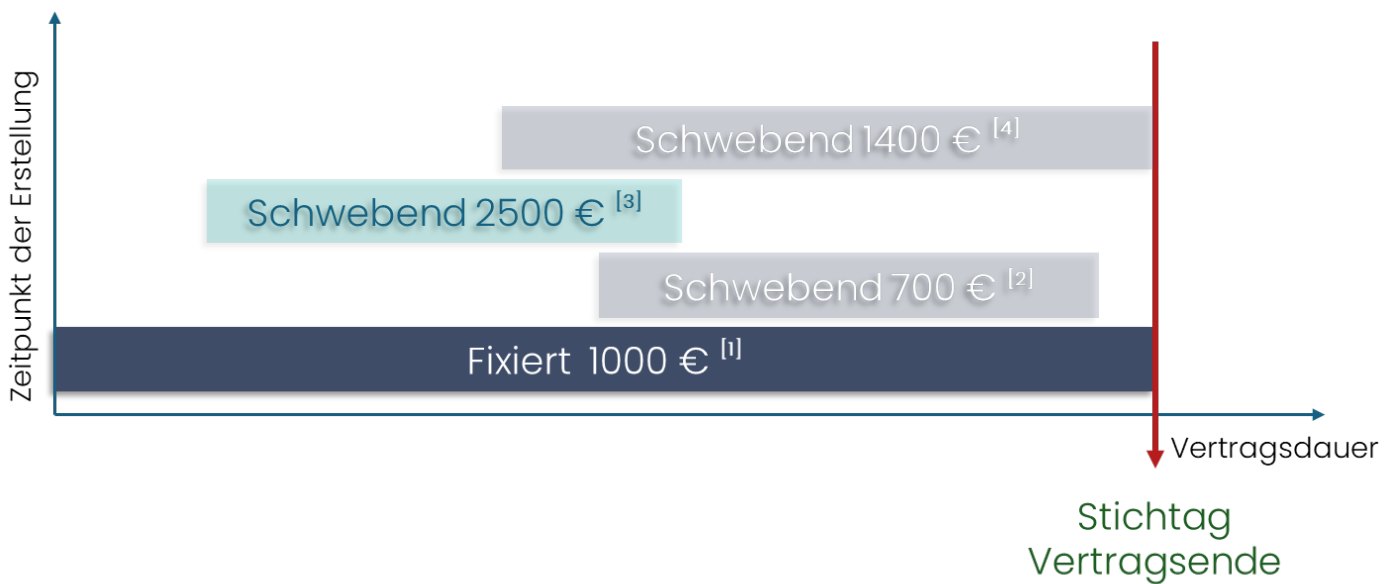 Zeitpunkt der Erstellung
Schwebend 1400 € [4]
Schwebend 2500 € [3]
Schwebend 700 € [2]
Fixiert 1000 € [1]
Vertragsdauer
Stichtag
Vertragsende